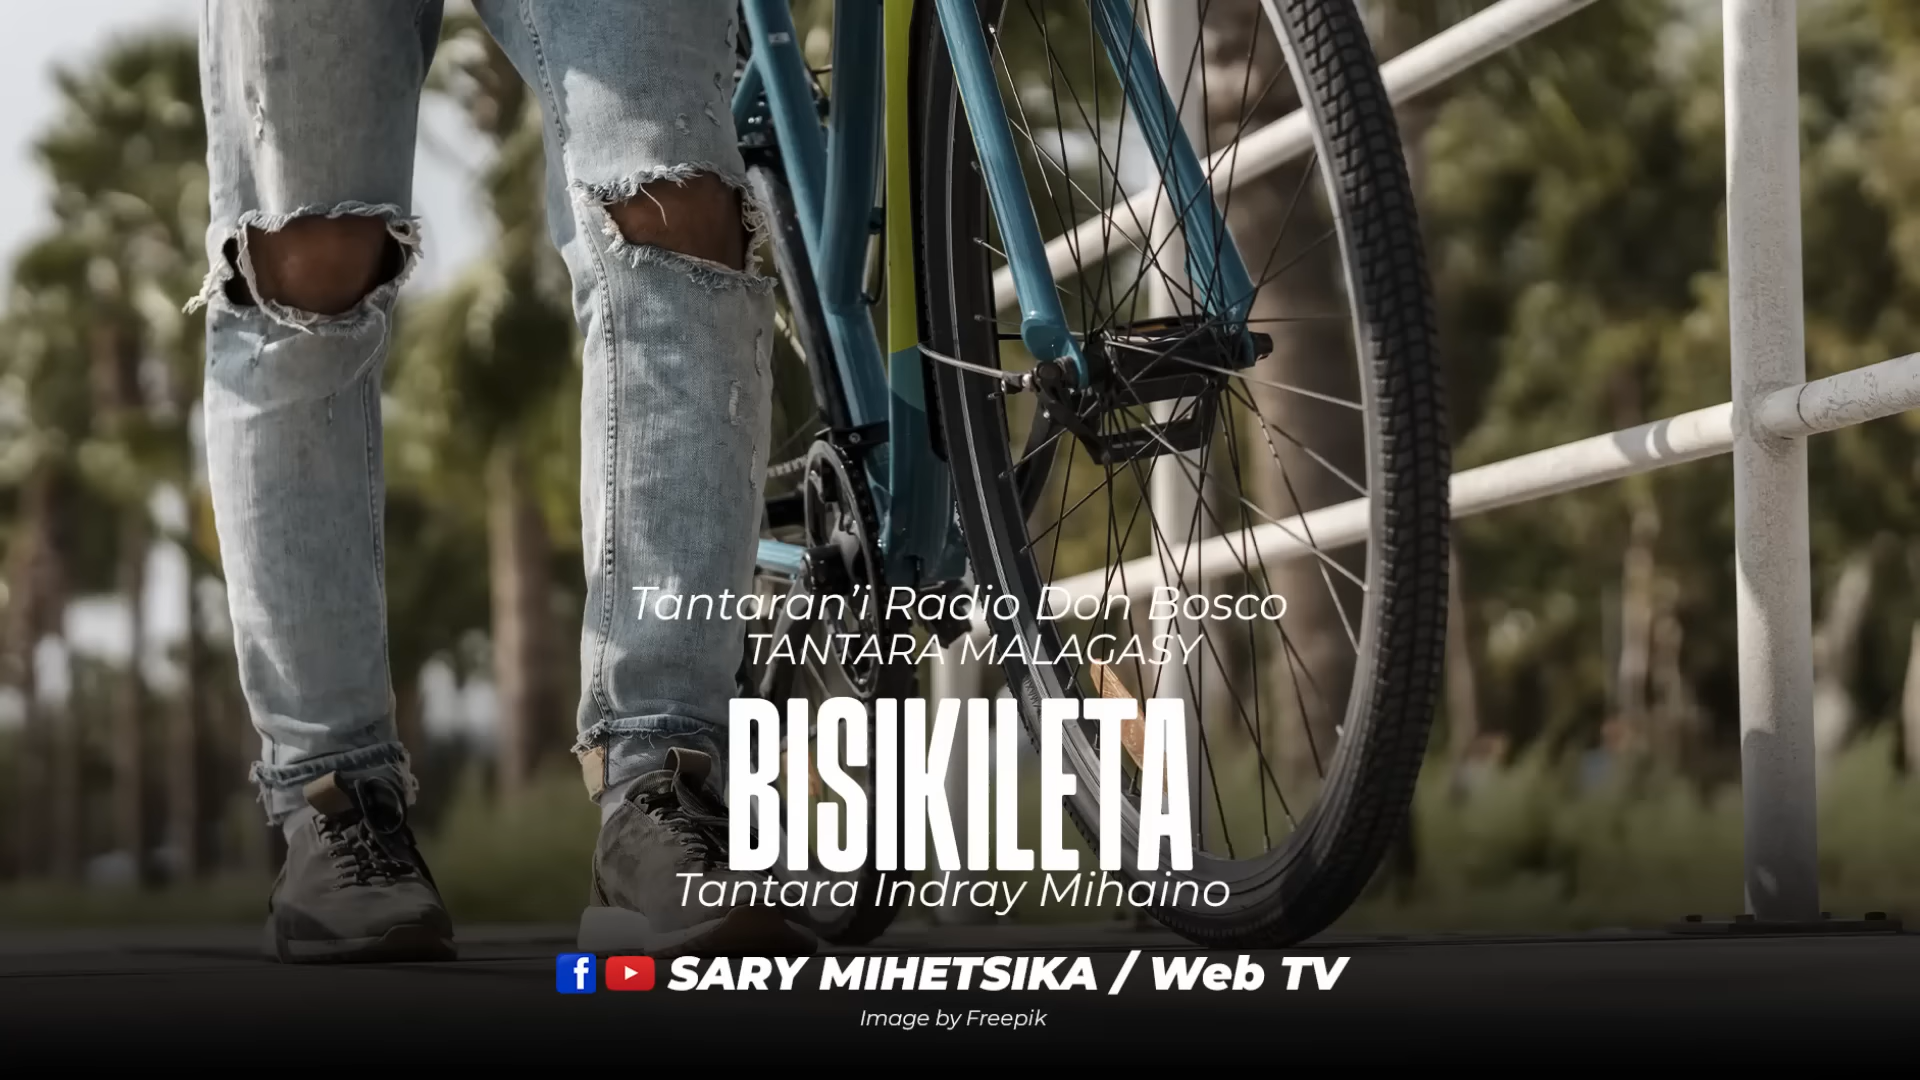 Tantaran’i Radio Don Bosco
TANTARA MALAGASY
BISIKILETA
Tantara Indray Mihaino
SARY MIHETSIKA / Web TV
Image by Freepik